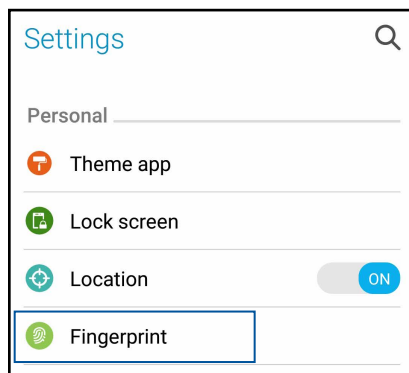 Settings
Personal
Theme app
Lock screen
Location
ON
Fingerprint